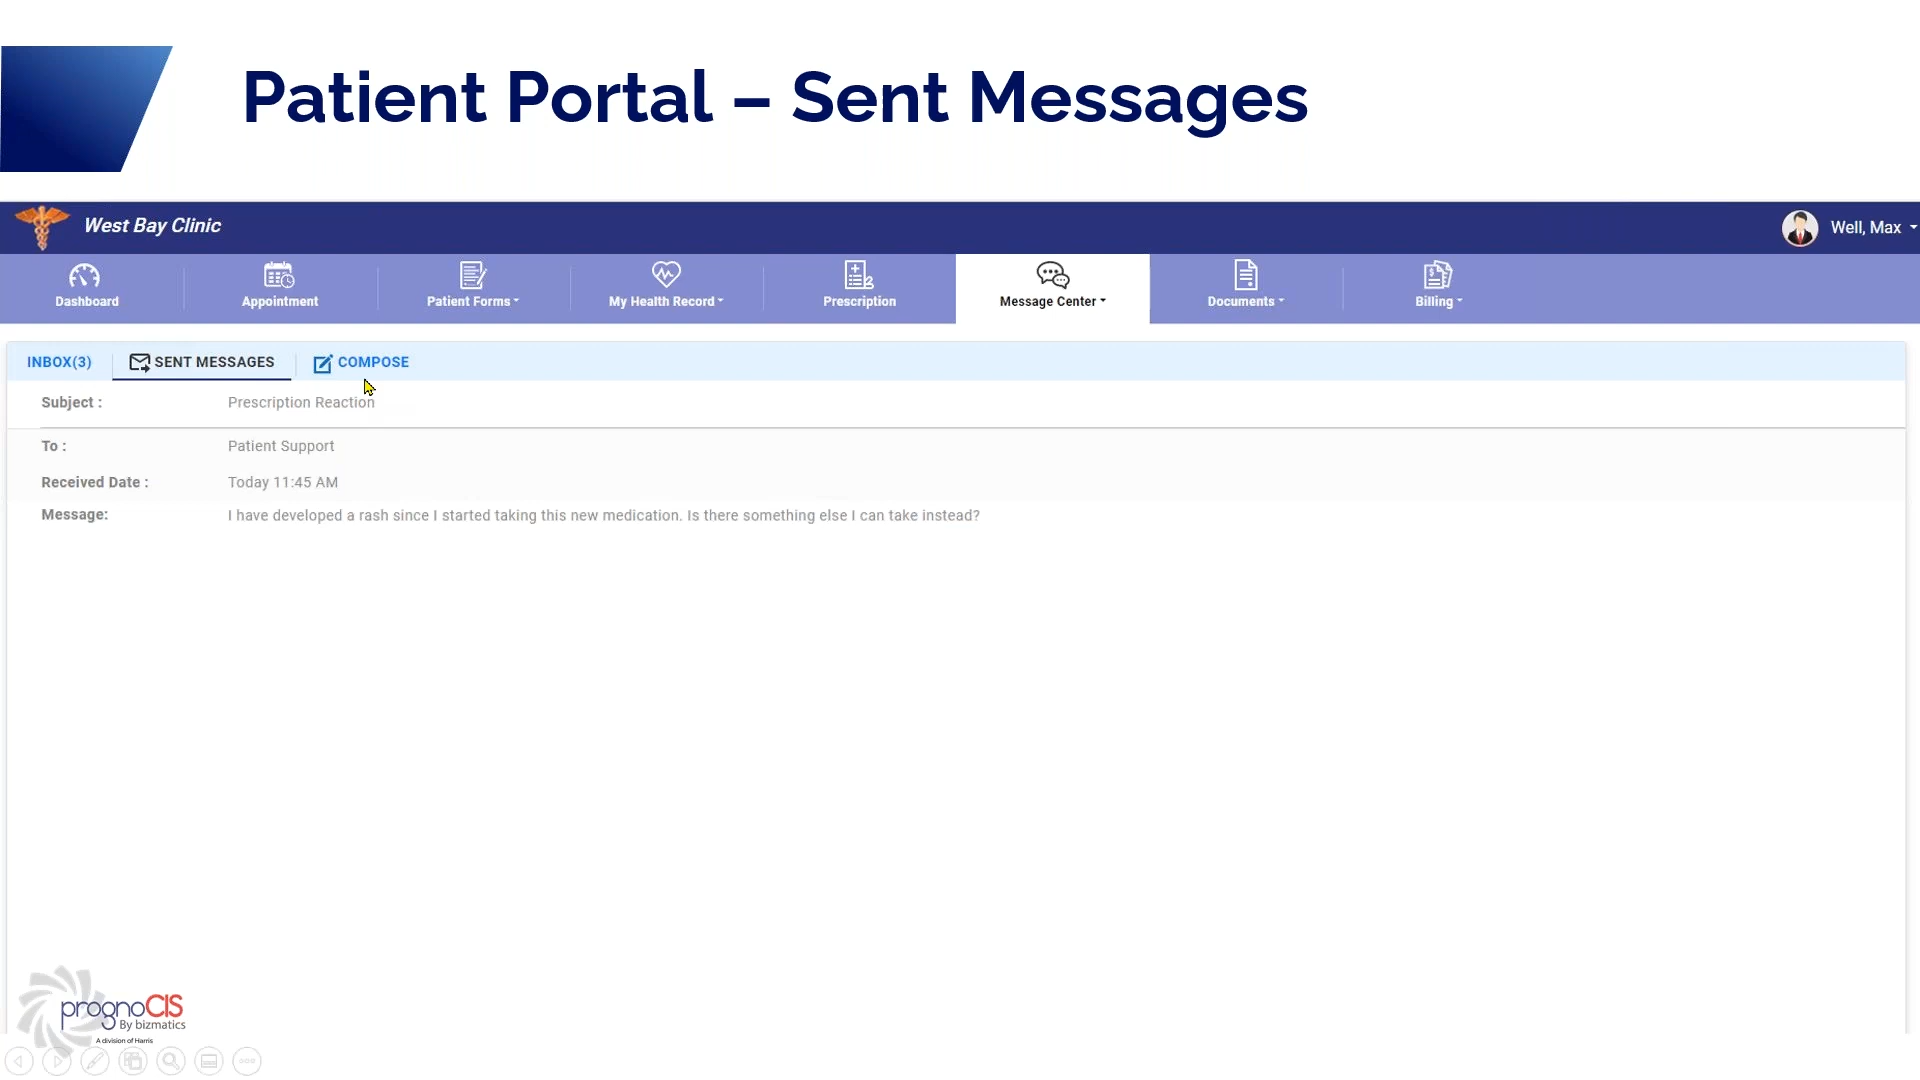 Patient Portal – Sent Messages
West Bay Clinic
Well, Max
Dashboard
Appointment
Patient Forms
My Health Record
Prescription
Message Center
Documents
Billing
INBOX(3)
SENT MESSAGES
COMPOSE
Subject : Prescription Reaction
To : Patient Support
Received Date : Today 11:45 AM
Message: I have developed a rash since I started taking this new medication. Is there something else I can take instead?
prognoCIS
By bizmatics
A division of Harris